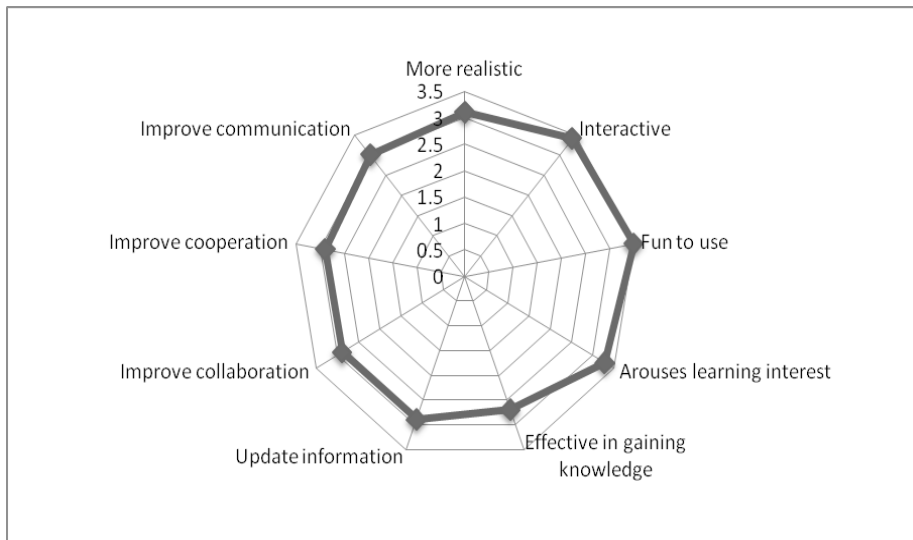 More realistic
3.5
3
2.5
2
1.5
1
0.5
0
Interactive
Fun to use
Arouses learning interest
Effective in gaining
knowledge
Update information
Improve collaboration
Improve cooperation
Improve communication